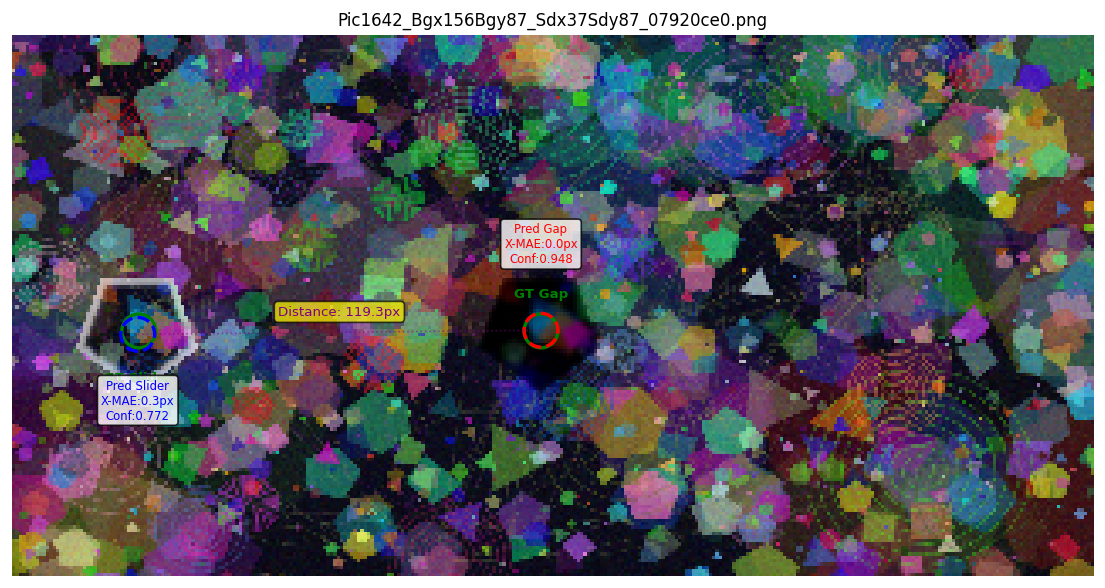 Pic1642_Bgx156Bgy87_Sdx37Sdy87_07920ce0.png
Pred Gap
X-MAE:0.0px
Conf:0.948
GT Gap
Distance: 119.3px
Pred Slider
X-MAE:0.3px
Conf:0.772